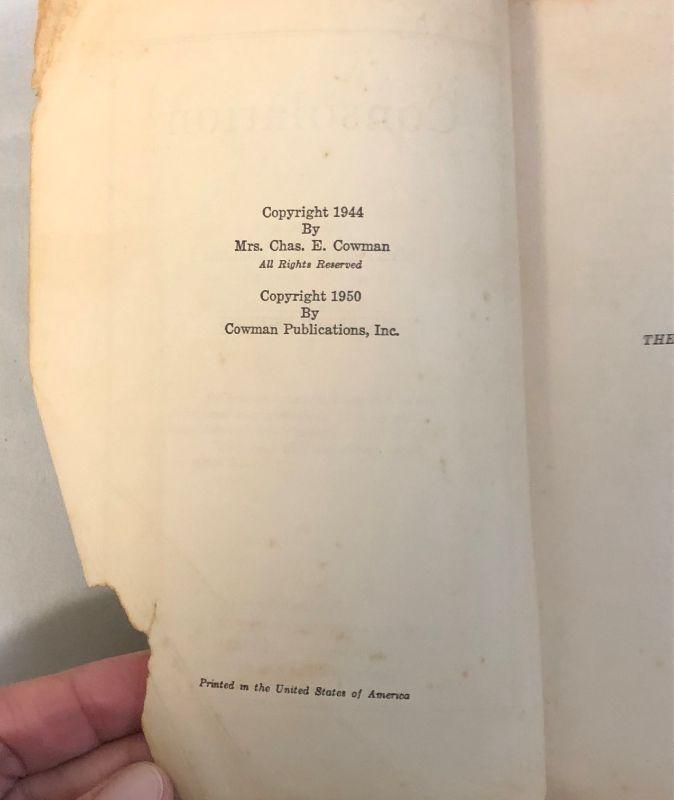 Copyright 1944
By
Mrs. Chas. E. Cowman
All Rights Reserved
Copyright 1950
By
Cowman Publications, Inc.
THE
Printed in the United States of America
Consolation